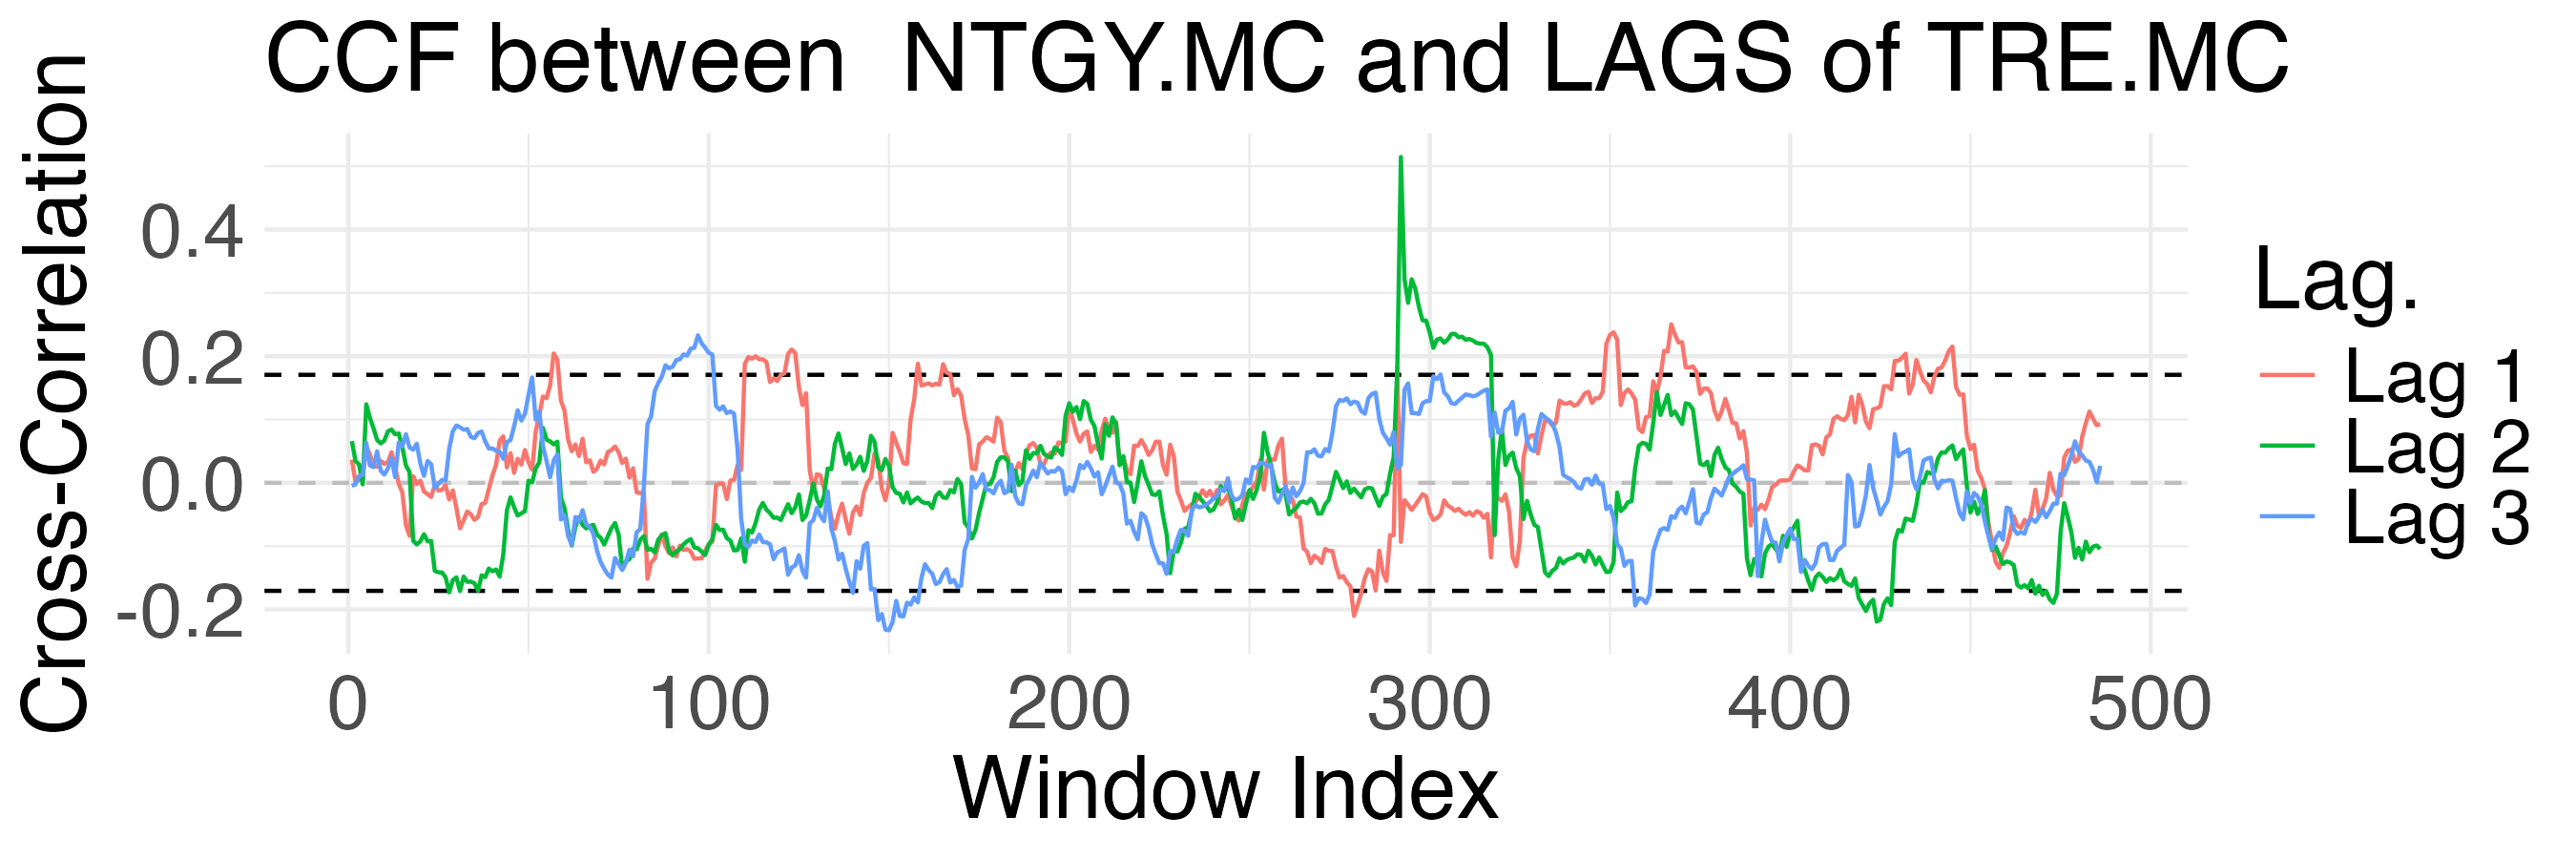 CCF between  NTGY.MC and LAGS of TRE.MC
Cross-Correlation
0.4
0.2
0.0
-0.2
0
100
200
300
400
500
Window Index
Lag.
Lag 1
Lag 2
Lag 3